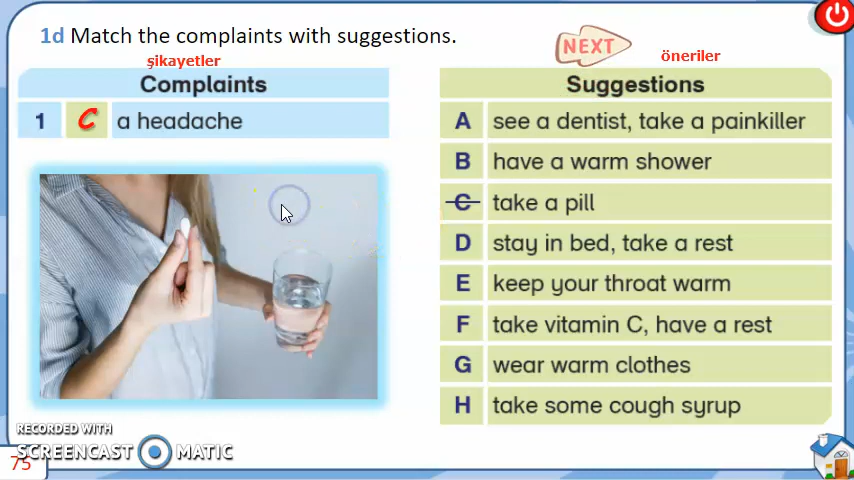 1d Match the complaints with suggestions.
NEXT
şikayetler
öneriler
Complaints
1 C a headache
Suggestions
A see a dentist, take a painkiller
B have a warm shower
C take a pill
D stay in bed, take a rest
E keep your throat warm
F take vitamin C, have a rest
G wear warm clothes
H take some cough syrup
RECORDED WITH
SCREENCAST MATIC
75